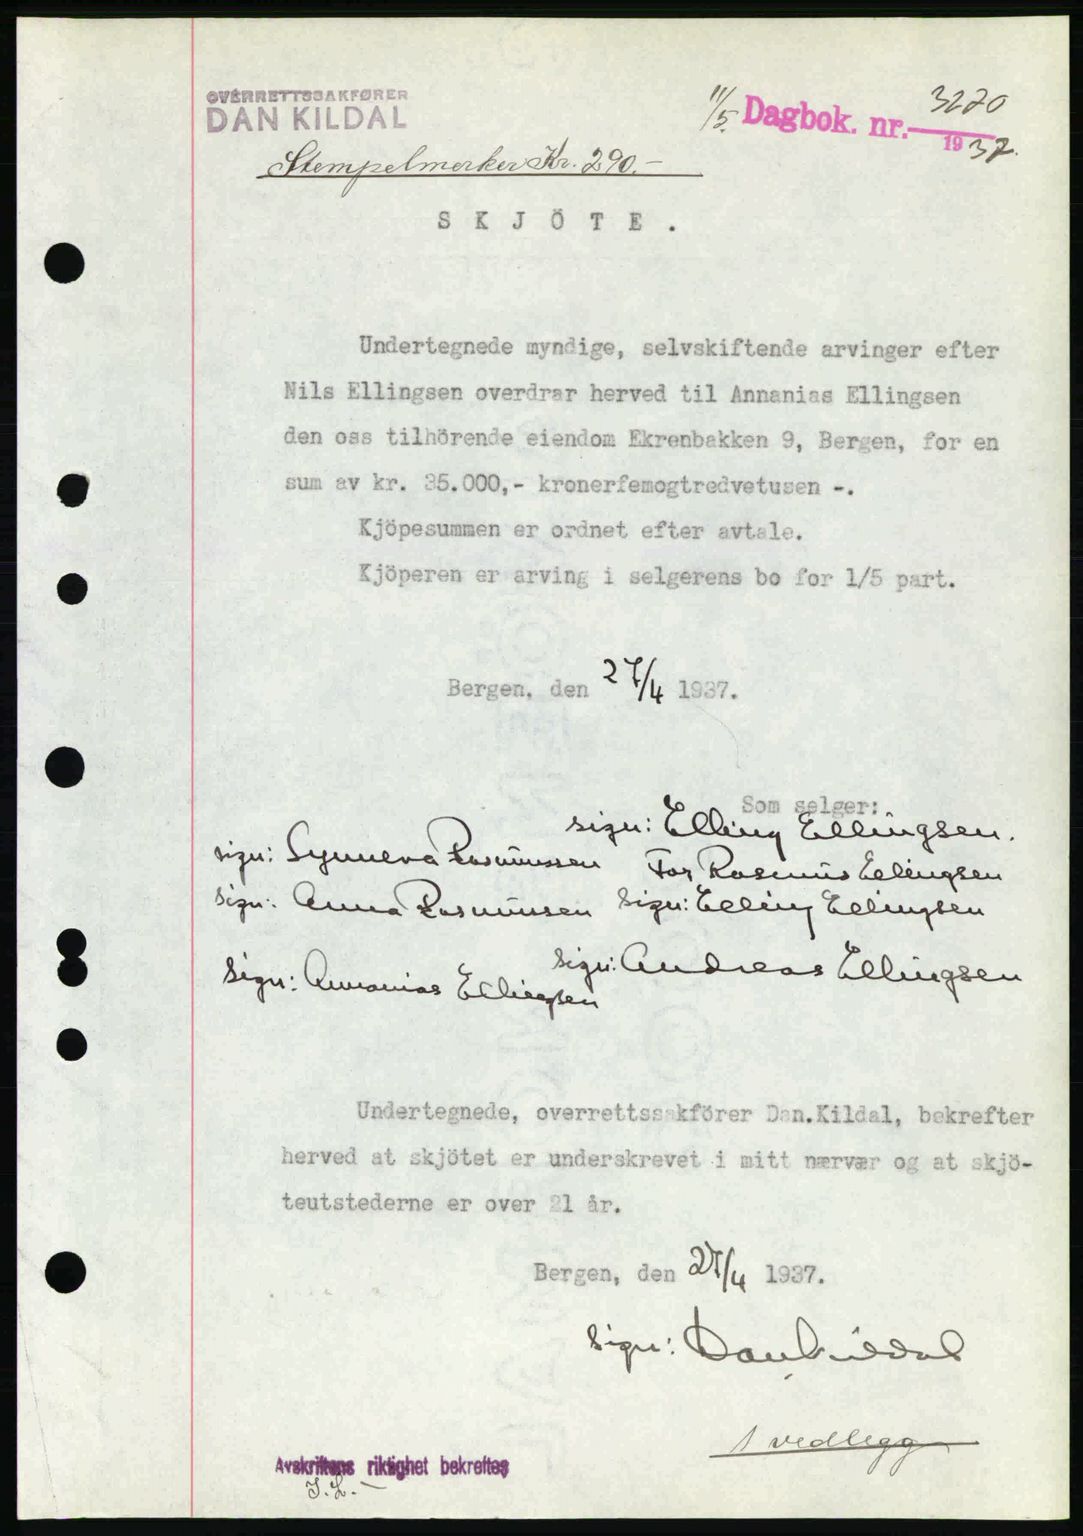 OVERRETTSSAKFØRER
DAN KILDAL
11/5. Dagbok. nr. 3220
1937.
Stempelmerker Kr. 290.-
SKJÖTE.
Undertegnede myndige, selvskiftende arvinger efter
Nils Ellingsen overdrar herved til Annanias Ellingsen
den oss tilhörende eiendom Ekrenbakken 9, Bergen, for en
sum av kr. 35.000,- kronerfemogtredvetusen -.
Kjöpesummen er ordnet efter avtale.
Kjöperen er arving i selgerens bo for 1/5 part.
Bergen, den 27/4 1937.
Som selger:
sign: Elling Ellingsen.
sign: Synneva Rasmussen For Rasmus Ellingsen
sign: Anna Rasmunsen sign: Elling Ellingsen
sign: Annanias Ellingsen sign: Andreas Ellingsen
Undertegnede, overrettssakförer Dan.Kildal, bekrefter
herved at skjötet er underskrevet i mitt nærvær og at skjö-
teutstederne er over 21 år.
Bergen, den 27/4 1937.
sign: Dan Kildal
1 vedlegg
Avskriftens riktighet bekreftes